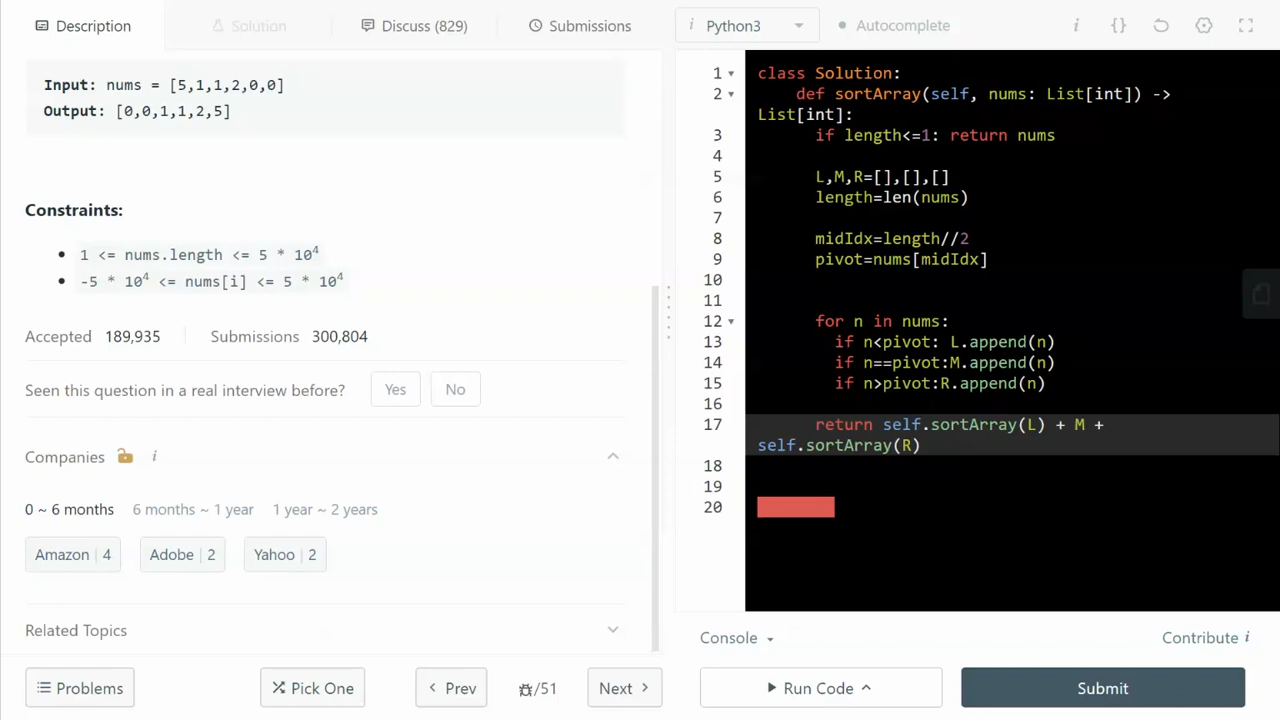 Description
Solution
Discuss (829)
Submissions
i Python3
Autocomplete
i {}
Input: nums = [5,1,1,2,0,0]
Output: [0,0,1,1,2,5]
Constraints:
1 <= nums.length <= 5 * 10^4
-5 * 10^4 <= nums[i] <= 5 * 10^4
Accepted 189,935 Submissions 300,804
Seen this question in a real interview before? Yes No
Companies i
0 ~ 6 months 6 months ~ 1 year 1 year ~ 2 years
Amazon | 4 Adobe | 2 Yahoo | 2
Related Topics
Problems
Pick One
< Prev
/51
Next >
1 class Solution:
2 def sortArray(self, nums: List[int]) ->
List[int]:
3 if length<=1: return nums
4
5 L,M,R=[],[],[]
6 length=len(nums)
7
8 midIdx=length//2
9 pivot=nums[midIdx]
10
11
12 for n in nums:
13 if n<pivot: L.append(n)
14 if n==pivot:M.append(n)
15 if n>pivot:R.append(n)
16
17 return self.sortArray(L) + M +
self.sortArray(R)
18
19
20
Console
Contribute i
Run Code
Submit